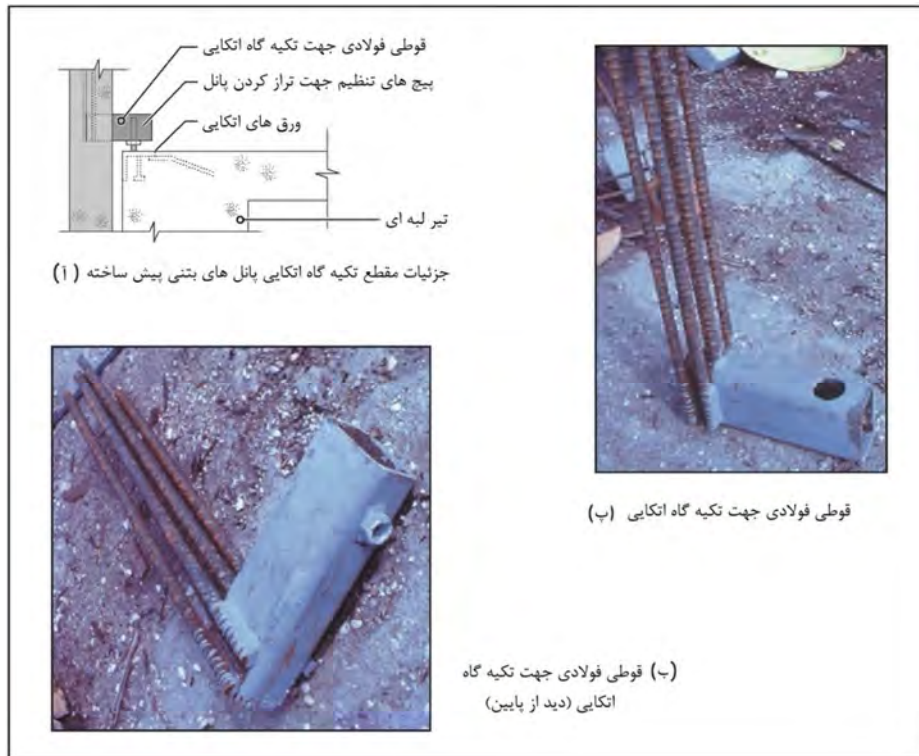 قوطی فولادی جهت تکیه گاه اتکایی
پیچ های تنظیم جهت تراز کردن پانل
ورق های اتکایی
تیر لبه ای
جزئیات مقطع تکیه گاه اتکایی پانل های بتنی پیش ساخته (آ)
قوطی فولادی جهت تکیه گاه اتکایی (پ)
(ب) قوطی فولادی جهت تکیه گاه
اتکایی (دید از پایین)